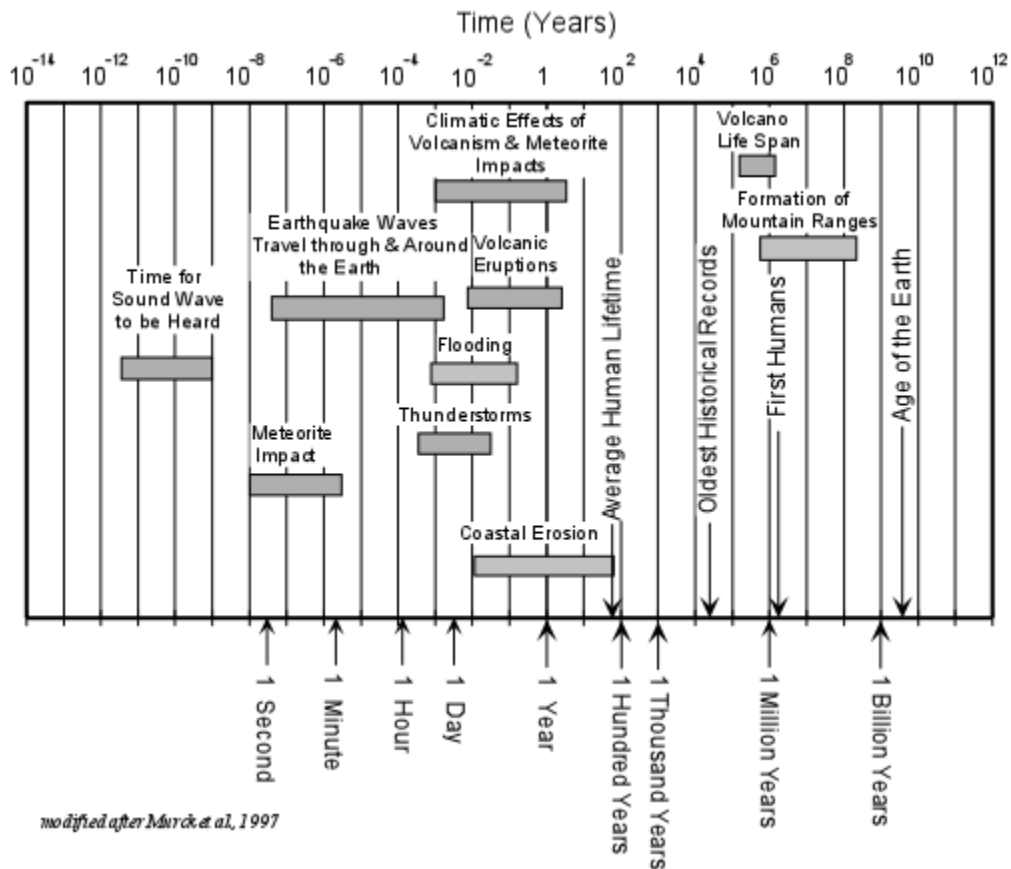 Time (Years)
10⁻¹⁴ 10⁻¹² 10⁻¹⁰ 10⁻⁸ 10⁻⁶ 10⁻⁴ 10⁻² 1 10² 10⁴ 10⁶ 10⁸ 10¹⁰ 10¹²
Climatic Effects of
Volcanism & Meteorite
Impacts
Volcano
Life Span
Formation of
Mountain Ranges
Earthquake Waves
Travel through & Around
the Earth
Volcanic
Eruptions
Time for
Sound Wave
to be Heard
Flooding
Thunderstorms
Meteorite
Impact
Coastal Erosion
Average Human Lifetime
Oldest Historical Records
First Humans
Age of the Earth
1 Second
1 Minute
1 Hour
1 Day
1 Year
1 Hundred Years
1 Thousand Years
1 Million Years
1 Billion Years
modified after Murck et al., 1997